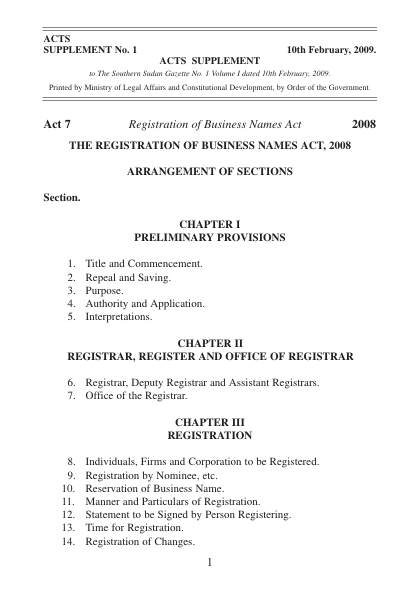 ACTS
SUPPLEMENT No. 1 10th February, 2009.
ACTS SUPPLEMENT
to The Southern Sudan Gazette No. 1 Volume I dated 10th February, 2009.
Printed by Ministry of Legal Affairs and Constitutional Development, by Order of the Government.
Act 7 Registration of Business Names Act 2008
THE REGISTRATION OF BUSINESS NAMES ACT, 2008
ARRANGEMENT OF SECTIONS
Section.
CHAPTER I
PRELIMINARY PROVISIONS
1. Title and Commencement.
2. Repeal and Saving.
3. Purpose.
4. Authority and Application.
5. Interpretations.
CHAPTER II
REGISTRAR, REGISTER AND OFFICE OF REGISTRAR
6. Registrar, Deputy Registrar and Assistant Registrars.
7. Office of the Registrar.
CHAPTER III
REGISTRATION
8. Individuals, Firms and Corporation to be Registered.
9. Registration by Nominee, etc.
10. Reservation of Business Name.
11. Manner and Particulars of Registration.
12. Statement to be Signed by Person Registering.
13. Time for Registration.
14. Registration of Changes.
1